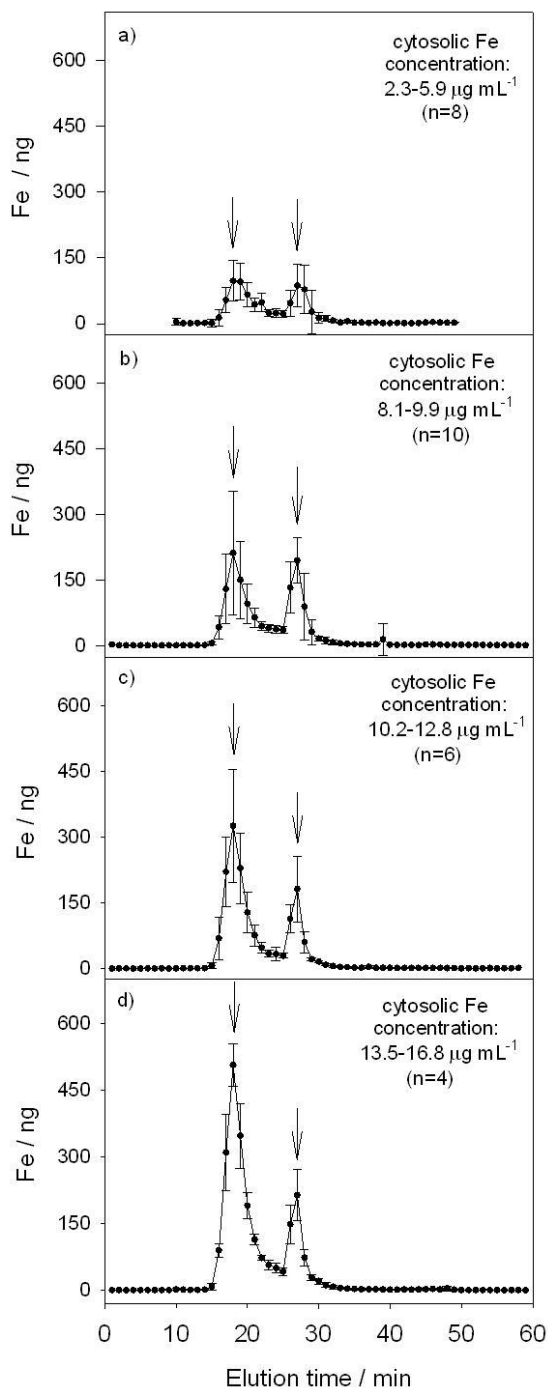 a)
cytosolic Fe
concentration:
2.3-5.9 µg mL⁻¹
(n=8)
600
450
300
150
0
Fe / ng
b)
cytosolic Fe
concentration:
8.1-9.9 µg mL⁻¹
(n=10)
600
450
300
150
0
Fe / ng
c)
cytosolic Fe
concentration:
10.2-12.8 µg mL⁻¹
(n=6)
600
450
300
150
0
Fe / ng
d)
cytosolic Fe
concentration:
13.5-16.8 µg mL⁻¹
(n=4)
600
450
300
150
0
Fe / ng
0 10 20 30 40 50 60
Elution time / min